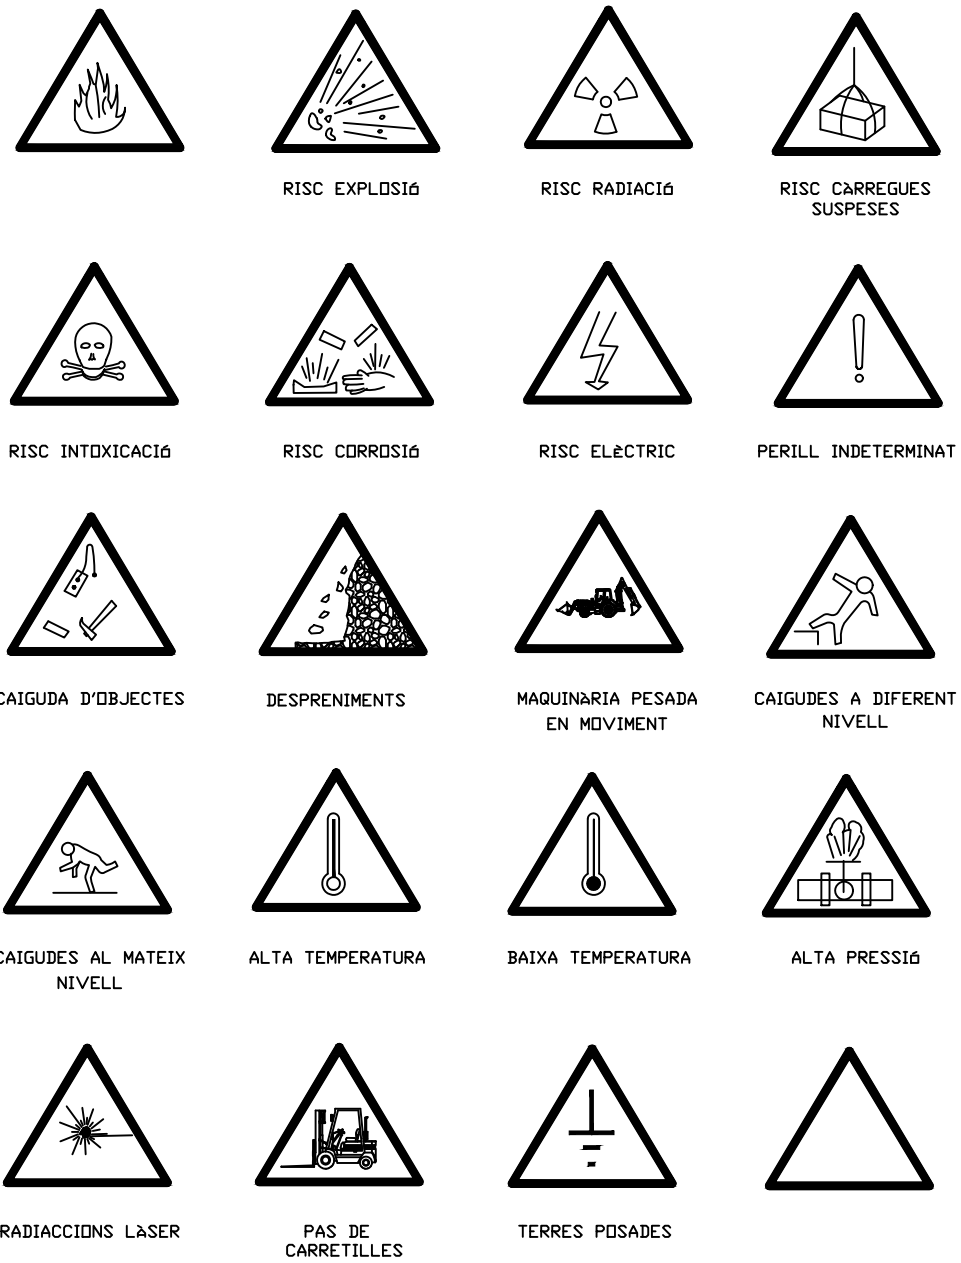 RISC EXPLOSIÓ
RISC RADIACIÓ
RISC CÀRREGUES
SUSPESES
RISC INTOXICACIÓ
RISC CORROSIÓ
RISC ELÈCTRIC
PERILL INDETERMINAT
CAIGUDA D'OBJECTES
DESPRENIMENTS
MAQUINÀRIA PESADA
EN MOVIMENT
CAIGUDES A DIFERENT
NIVELL
CAIGUDES AL MATEIX
NIVELL
ALTA TEMPERATURA
BAIXA TEMPERATURA
ALTA PRESSIÓ
RADIACCIONS LÀSER
PAS DE
CARRETILLES
TERRES POSADES